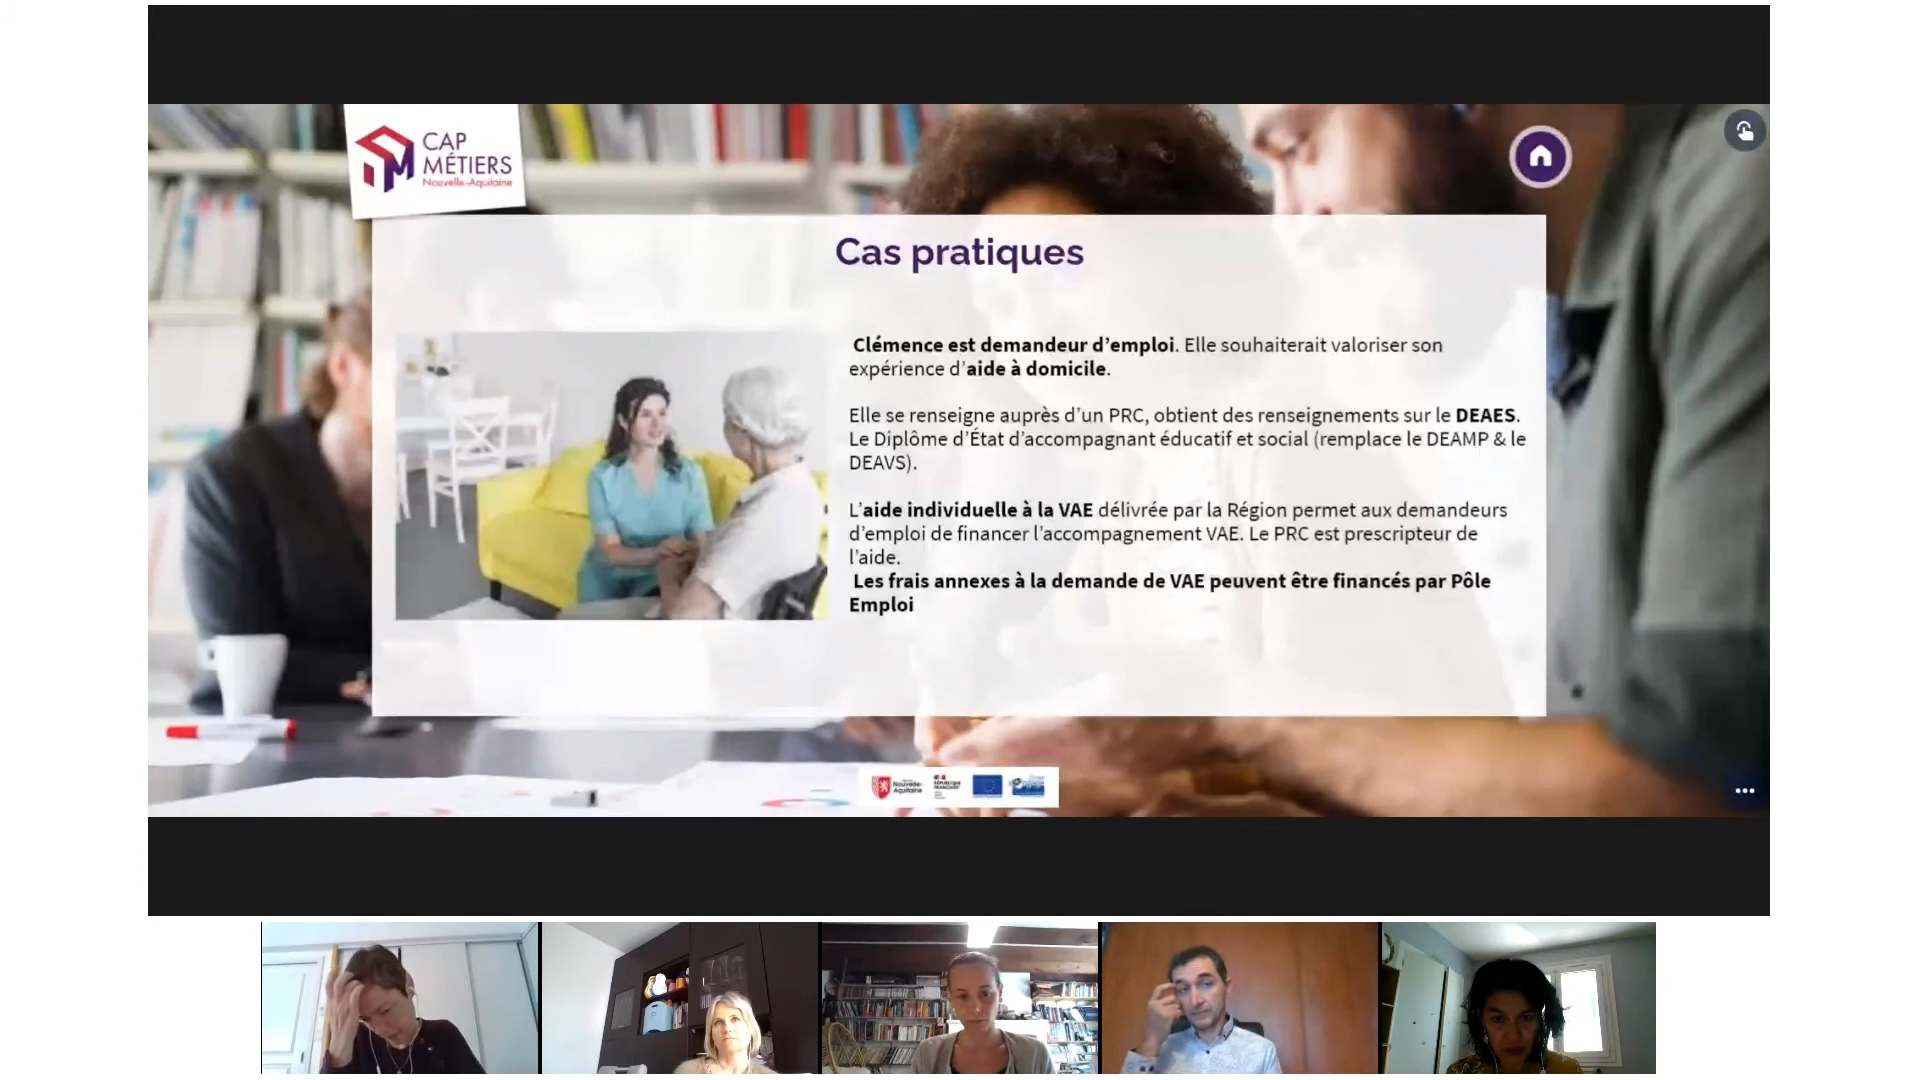 CAP
MÉTIERS
Nouvelle-Aquitaine
Cas pratiques
Clémence est demandeur d’emploi. Elle souhaiterait valoriser son
expérience d’aide à domicile.
Elle se renseigne auprès d’un PRC, obtient des renseignements sur le DEAES.
Le Diplôme d’État d’accompagnant éducatif et social (remplace le DEAMP & le
DEAVS).
L’aide individuelle à la VAE délivrée par la Région permet aux demandeurs
d’emploi de financer l’accompagnement VAE. Le PRC est prescripteur de
l’aide.
Les frais annexes à la demande de VAE peuvent être financés par Pôle
Emploi
Nouvelle-
Aquitaine
RÉPUBLIQUE
FRANÇAISE